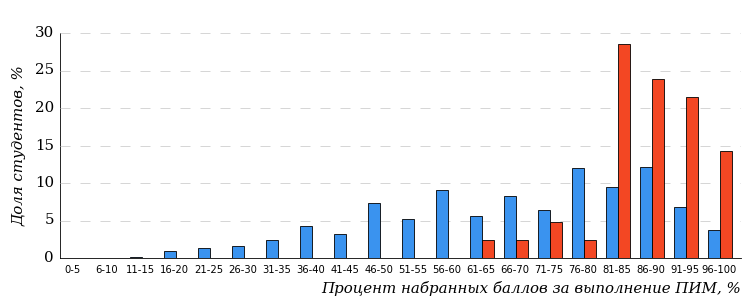 Доля студентов, %
30
25
20
15
10
5
0
0-5 6-10 11-15 16-20 21-25 26-30 31-35 36-40 41-45 46-50 51-55 56-60 61-65 66-70 71-75 76-80 81-85 86-90 91-95 96-100
Процент набранных баллов за выполнение ПИМ, %